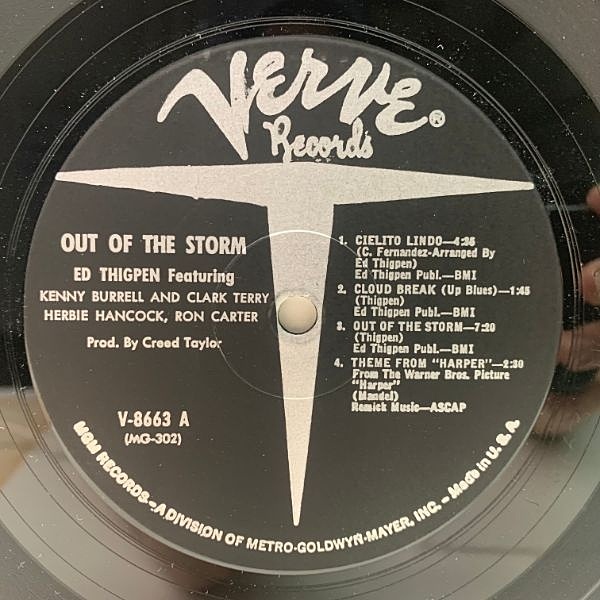 VERVE®
Records
OUT OF THE STORM
ED THIGPEN Featuring
KENNY BURRELL AND CLARK TERRY
HERBIE HANCOCK, RON CARTER
Prod. By Creed Taylor
V-8663 A
(MG-302)
1. CIELITO LINDO—4:35
(C. Fernandez-Arranged By
Ed Thigpen)
Ed Thigpen Publ.—BMI
2. CLOUD BREAK (Up Blues)—1:45
(Thigpen)
Ed Thigpen Publ.—BMI
3. OUT OF THE STORM—7:20
(Thigpen)
Ed Thigpen Publ.—BMI
4. THEME FROM "HARPER"—2:30
From The Warner Bros. Picture
"Harper"
(Mandel)
Remick Music—ASCAP
MGM RECORDS—A DIVISION OF METRO-GOLDWYN-MAYER, INC. – Made in U. S. A.